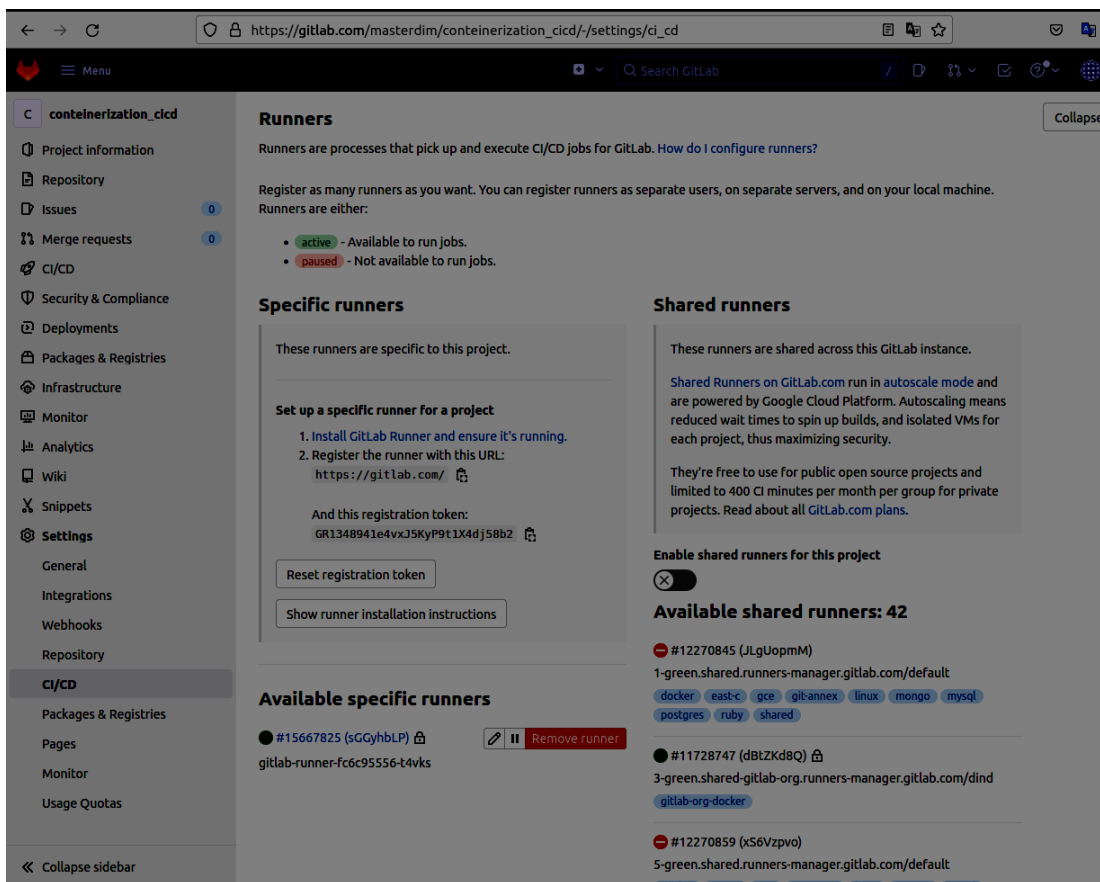 https://gitlab.com/masterdim/conteinerization_cicd/-/settings/ci_cd
Menu
Search GitLab
/
C conteinerization_cicd
Project information
Repository
Issues 0
Merge requests 0
CI/CD
Security & Compliance
Deployments
Packages & Registries
Infrastructure
Monitor
Analytics
Wiki
Snippets
Settings
General
Integrations
Webhooks
Repository
CI/CD
Packages & Registries
Pages
Monitor
Usage Quotas
Collapse sidebar
Runners
Collapse
Runners are processes that pick up and execute CI/CD jobs for GitLab. How do I configure runners?
Register as many runners as you want. You can register runners as separate users, on separate servers, and on your local machine.
Runners are either:
active - Available to run jobs.
paused - Not available to run jobs.
Specific runners
These runners are specific to this project.
Set up a specific runner for a project
1. Install GitLab Runner and ensure it's running.
2. Register the runner with this URL:
https://gitlab.com/
And this registration token:
GR1348941e4vxJ5KyP9t1X4dj58b2
Reset registration token
Show runner installation instructions
Available specific runners
#15667825 (sGGyhbLP)
Remove runner
gitlab-runner-fc6c95556-t4vks
Shared runners
These runners are shared across this GitLab instance.
Shared Runners on GitLab.com run in autoscale mode and
are powered by Google Cloud Platform. Autoscaling means
reduced wait times to spin up builds, and isolated VMs for
each project, thus maximizing security.
They're free to use for public open source projects and
limited to 400 CI minutes per month per group for private
projects. Read about all GitLab.com plans.
Enable shared runners for this project
Available shared runners: 42
#12270845 (JLgUopmM)
1-green.shared.runners-manager.gitlab.com/default
docker east-c gce git-annex linux mongo mysql
postgres ruby shared
#11728747 (dBtZKd8Q)
3-green.shared-gitlab-org.runners-manager.gitlab.com/dind
gitlab-org-docker
#12270859 (xS6Vzpvo)
5-green.shared.runners-manager.gitlab.com/default